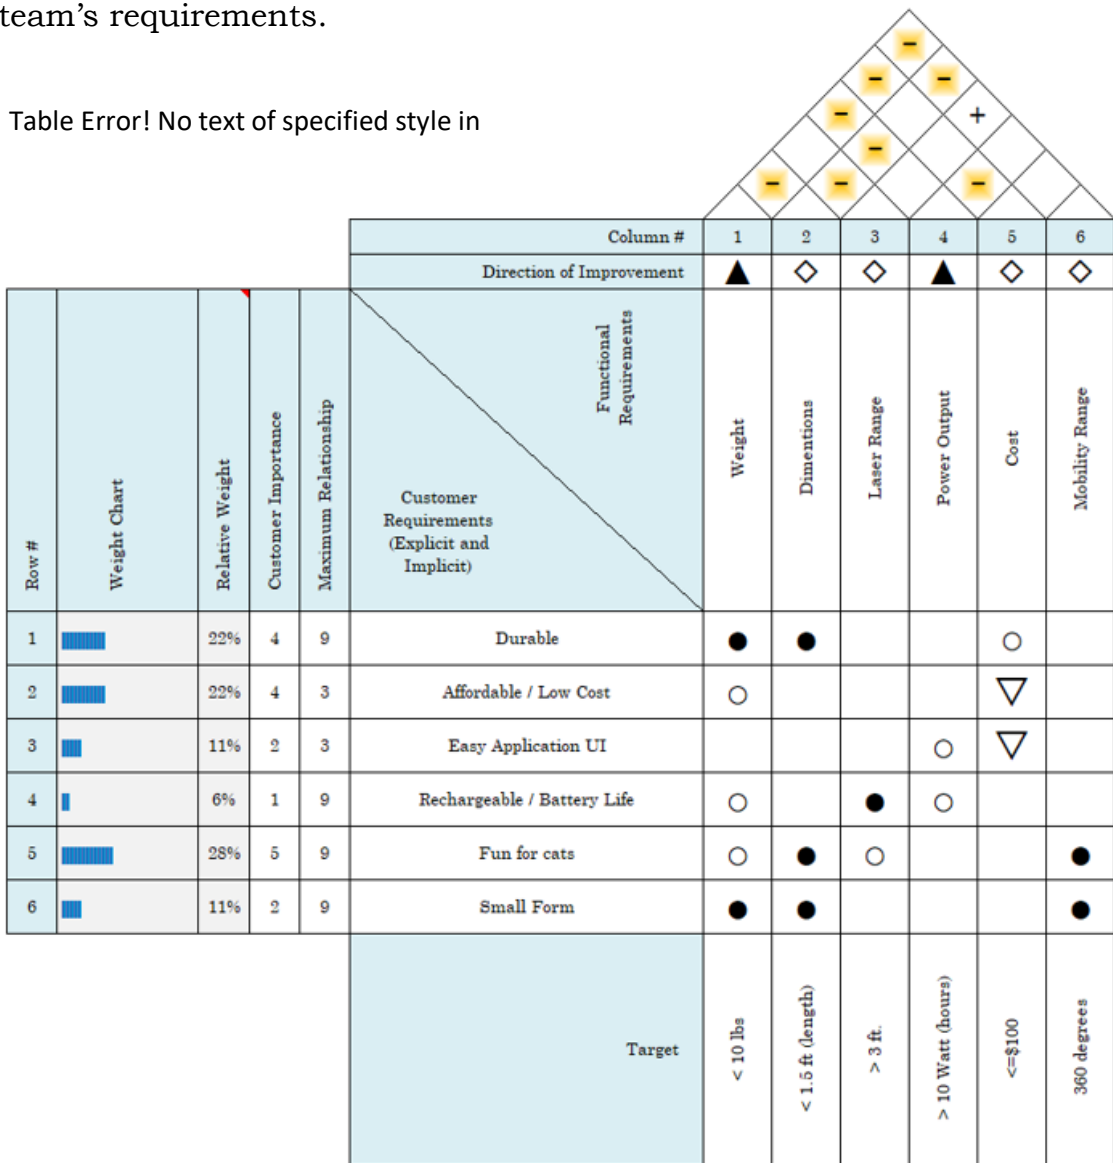 team’s requirements.
Table Error! No text of specified style in
− 
− −
− +
−
− − −
Column # 1 2 3 4 5 6
Direction of Improvement ▲ ◇ ◇ ▲ ◇ ◇
Row #
Weight Chart
Relative Weight
Customer Importance
Maximum Relationship
Customer
Requirements
(Explicit and
Implicit)
Functional
Requirements
Weight
Dimentions
Laser Range
Power Output
Cost
Mobility Range
1 22% 4 9 Durable ● ● ○
2 22% 4 3 Affordable / Low Cost ○ ▽
3 11% 2 3 Easy Application UI ○ ▽
4 6% 1 9 Rechargeable / Battery Life ○ ● ○
5 28% 5 9 Fun for cats ○ ● ○ ●
6 11% 2 9 Small Form ● ● ●
Target
< 10 lbs
< 1.5 ft (length)
> 3 ft.
> 10 Watt (hours)
<=$100
360 degrees